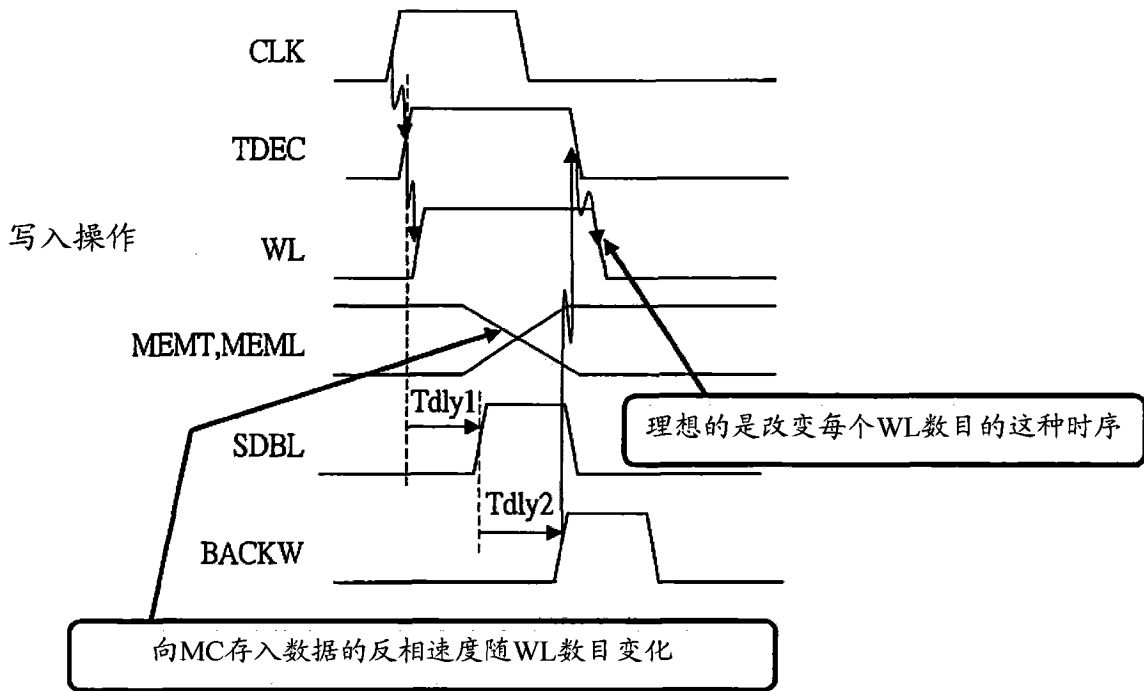 CLK
TDEC
写入操作
WL
MEMT,MEML
Tdly1
理想的是改变每个WL数目的这种时序
SDBL
Tdly2
BACKW
向MC存入数据的反相速度随WL数目变化